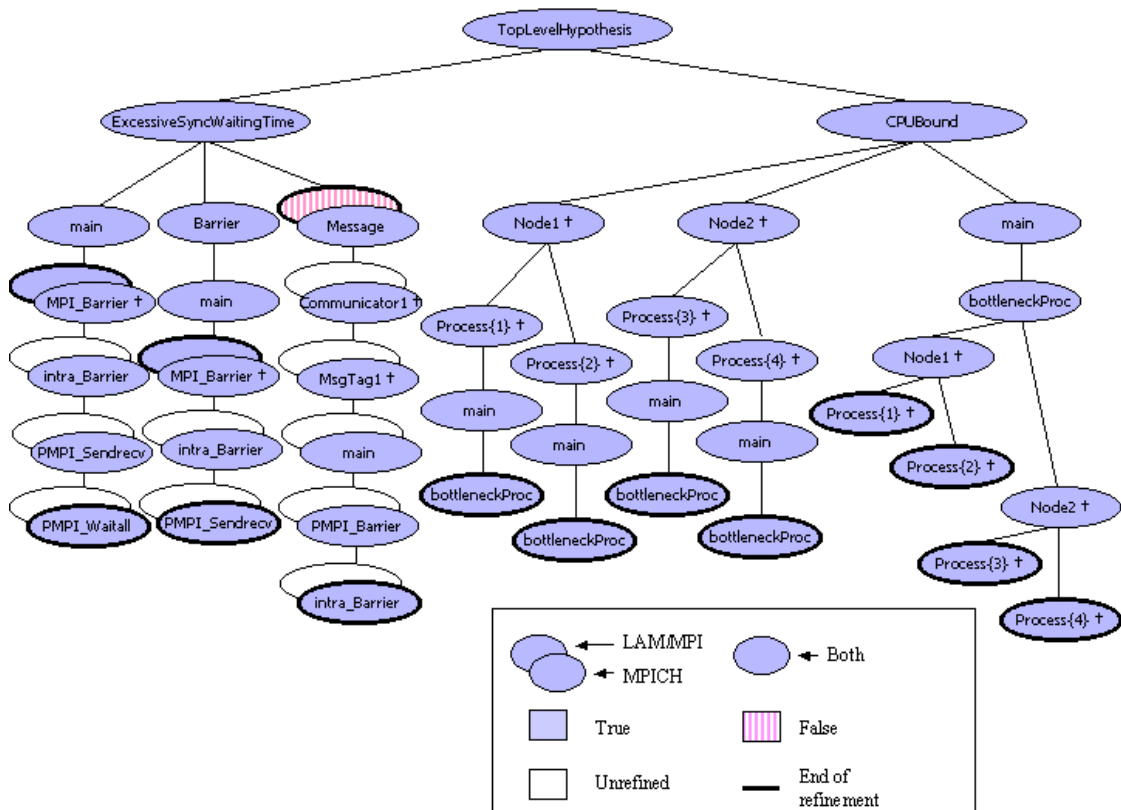 TopLevelHypothesis
ExcessiveSyncWaitingTime
CPUBound
main
Barrier
Message
Node1 †
Node2 †
main
MPI_Barrier †
main
Communicator1 †
Process{1} †
Process{2} †
Process{3} †
Process{4} †
bottleneckProc
intra_Barrier
MPI_Barrier †
MsgTag1 †
main
main
main
main
Node1 †
Process{1} †
Process{2} †
PMPI_Sendrecv
intra_Barrier
main
bottleneckProc
bottleneckProc
bottleneckProc
bottleneckProc
Node2 †
Process{3} †
Process{4} †
PMPI_Waitall
PMPI_Sendrecv
PMPI_Barrier
intra_Barrier
LAM/MPI
MPICH
Both
True
False
Unrefined
End of
refinement